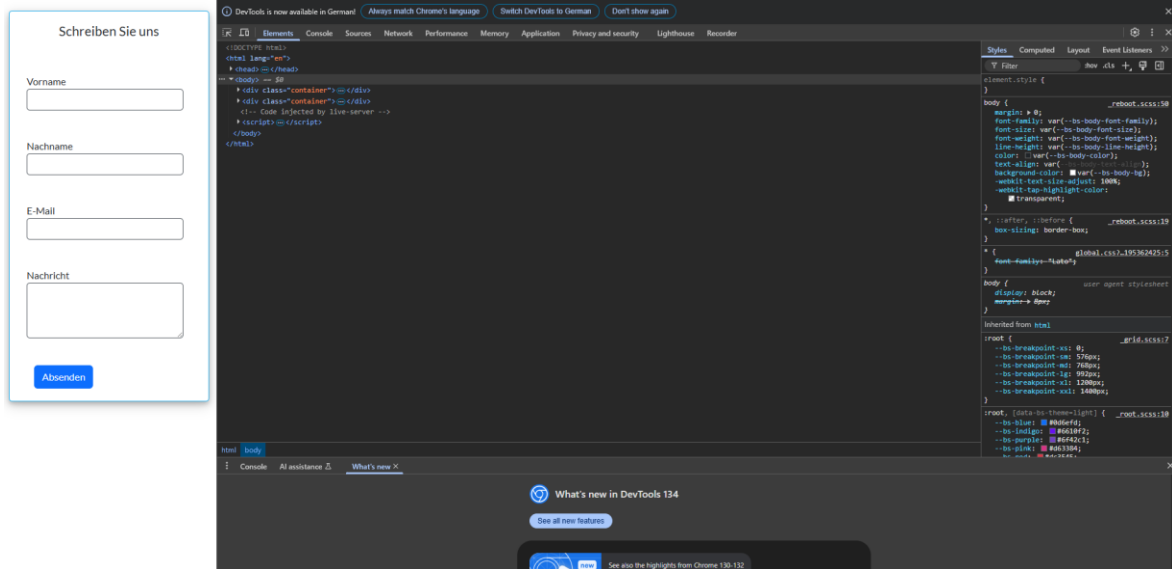 Schreiben Sie uns
Vorname
Nachname
E-Mail
Nachricht
Absenden
DevTools is now available in German! Always match Chrome's language Switch DevTools to German Don't show again
Elements Console Sources Network Performance Memory Application Privacy and security Lighthouse Recorder
<!DOCTYPE html>
<html lang="en">
<head> </head>
<body> == $0
<div class="container"> </div>
<div class="container"> </div>
<!-- Code injected by live-server -->
<script> </script>
</body>
</html>
html body
Styles Computed Layout Event Listeners
Filter :hov .cls
element.style {
}
body { _reboot.scss:50
margin: 0;
font-family: var(--bs-body-font-family);
font-size: var(--bs-body-font-size);
font-weight: var(--bs-body-font-weight);
line-height: var(--bs-body-line-height);
color: var(--bs-body-color);
text-align: var(--bs-body-text-align);
background-color: var(--bs-body-bg);
-webkit-text-size-adjust: 100%;
-webkit-tap-highlight-color:
transparent;
}
*, ::after, ::before { _reboot.scss:19
box-sizing: border-box;
}
* { global.css?…195362425:5
font-family: "Lato";
}
body { user agent stylesheet
display: block;
margin: 8px;
}
Inherited from html
:root { _grid.scss:7
--bs-breakpoint-xs: 0;
--bs-breakpoint-sm: 576px;
--bs-breakpoint-md: 768px;
--bs-breakpoint-lg: 992px;
--bs-breakpoint-xl: 1200px;
--bs-breakpoint-xxl: 1400px;
}
:root, [data-bs-theme=light] { _root.scss:10
--bs-blue: #0d6efd;
--bs-indigo: #6610f2;
--bs-purple: #6f42c1;
--bs-pink: #d63384;
Console AI assistance What's new
What's new in DevTools 134
See all new features
new
See also the highlights from Chrome 130-132